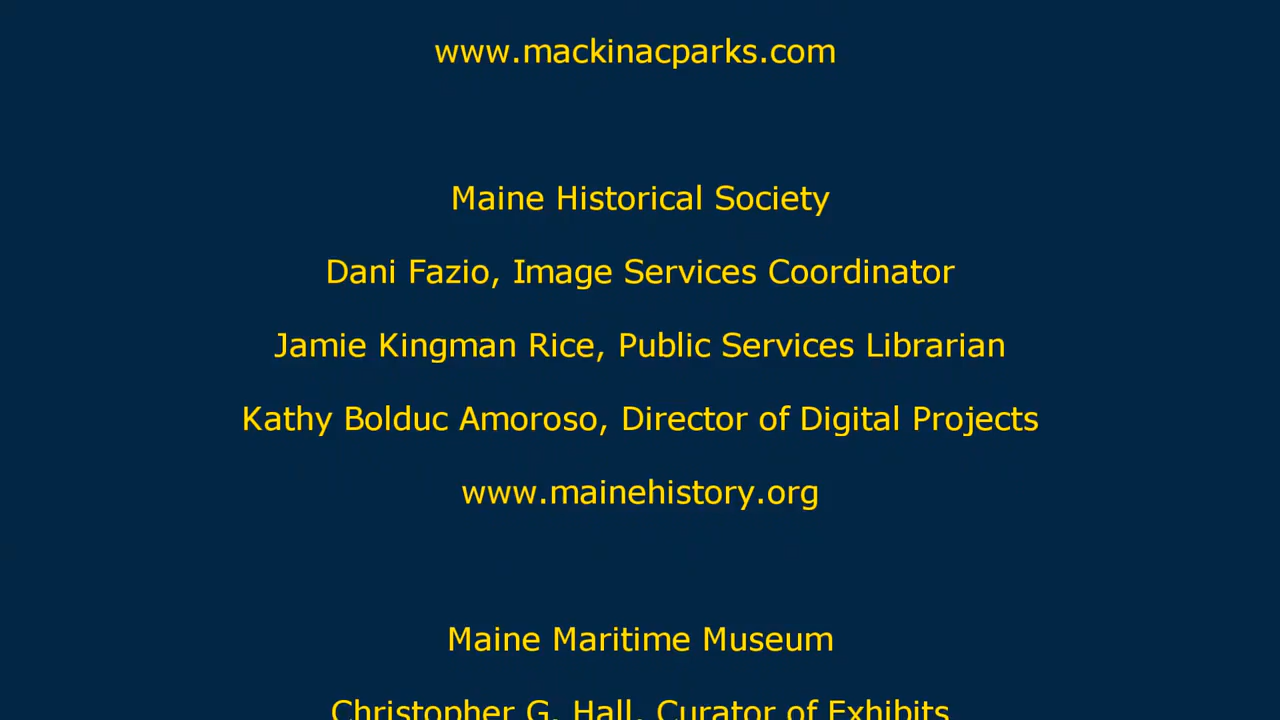 www.mackinacparks.com
Maine Historical Society
Dani Fazio, Image Services Coordinator
Jamie Kingman Rice, Public Services Librarian
Kathy Bolduc Amoroso, Director of Digital Projects
www.mainehistory.org
Maine Maritime Museum
Christopher G. Hall, Curator of Exhibits